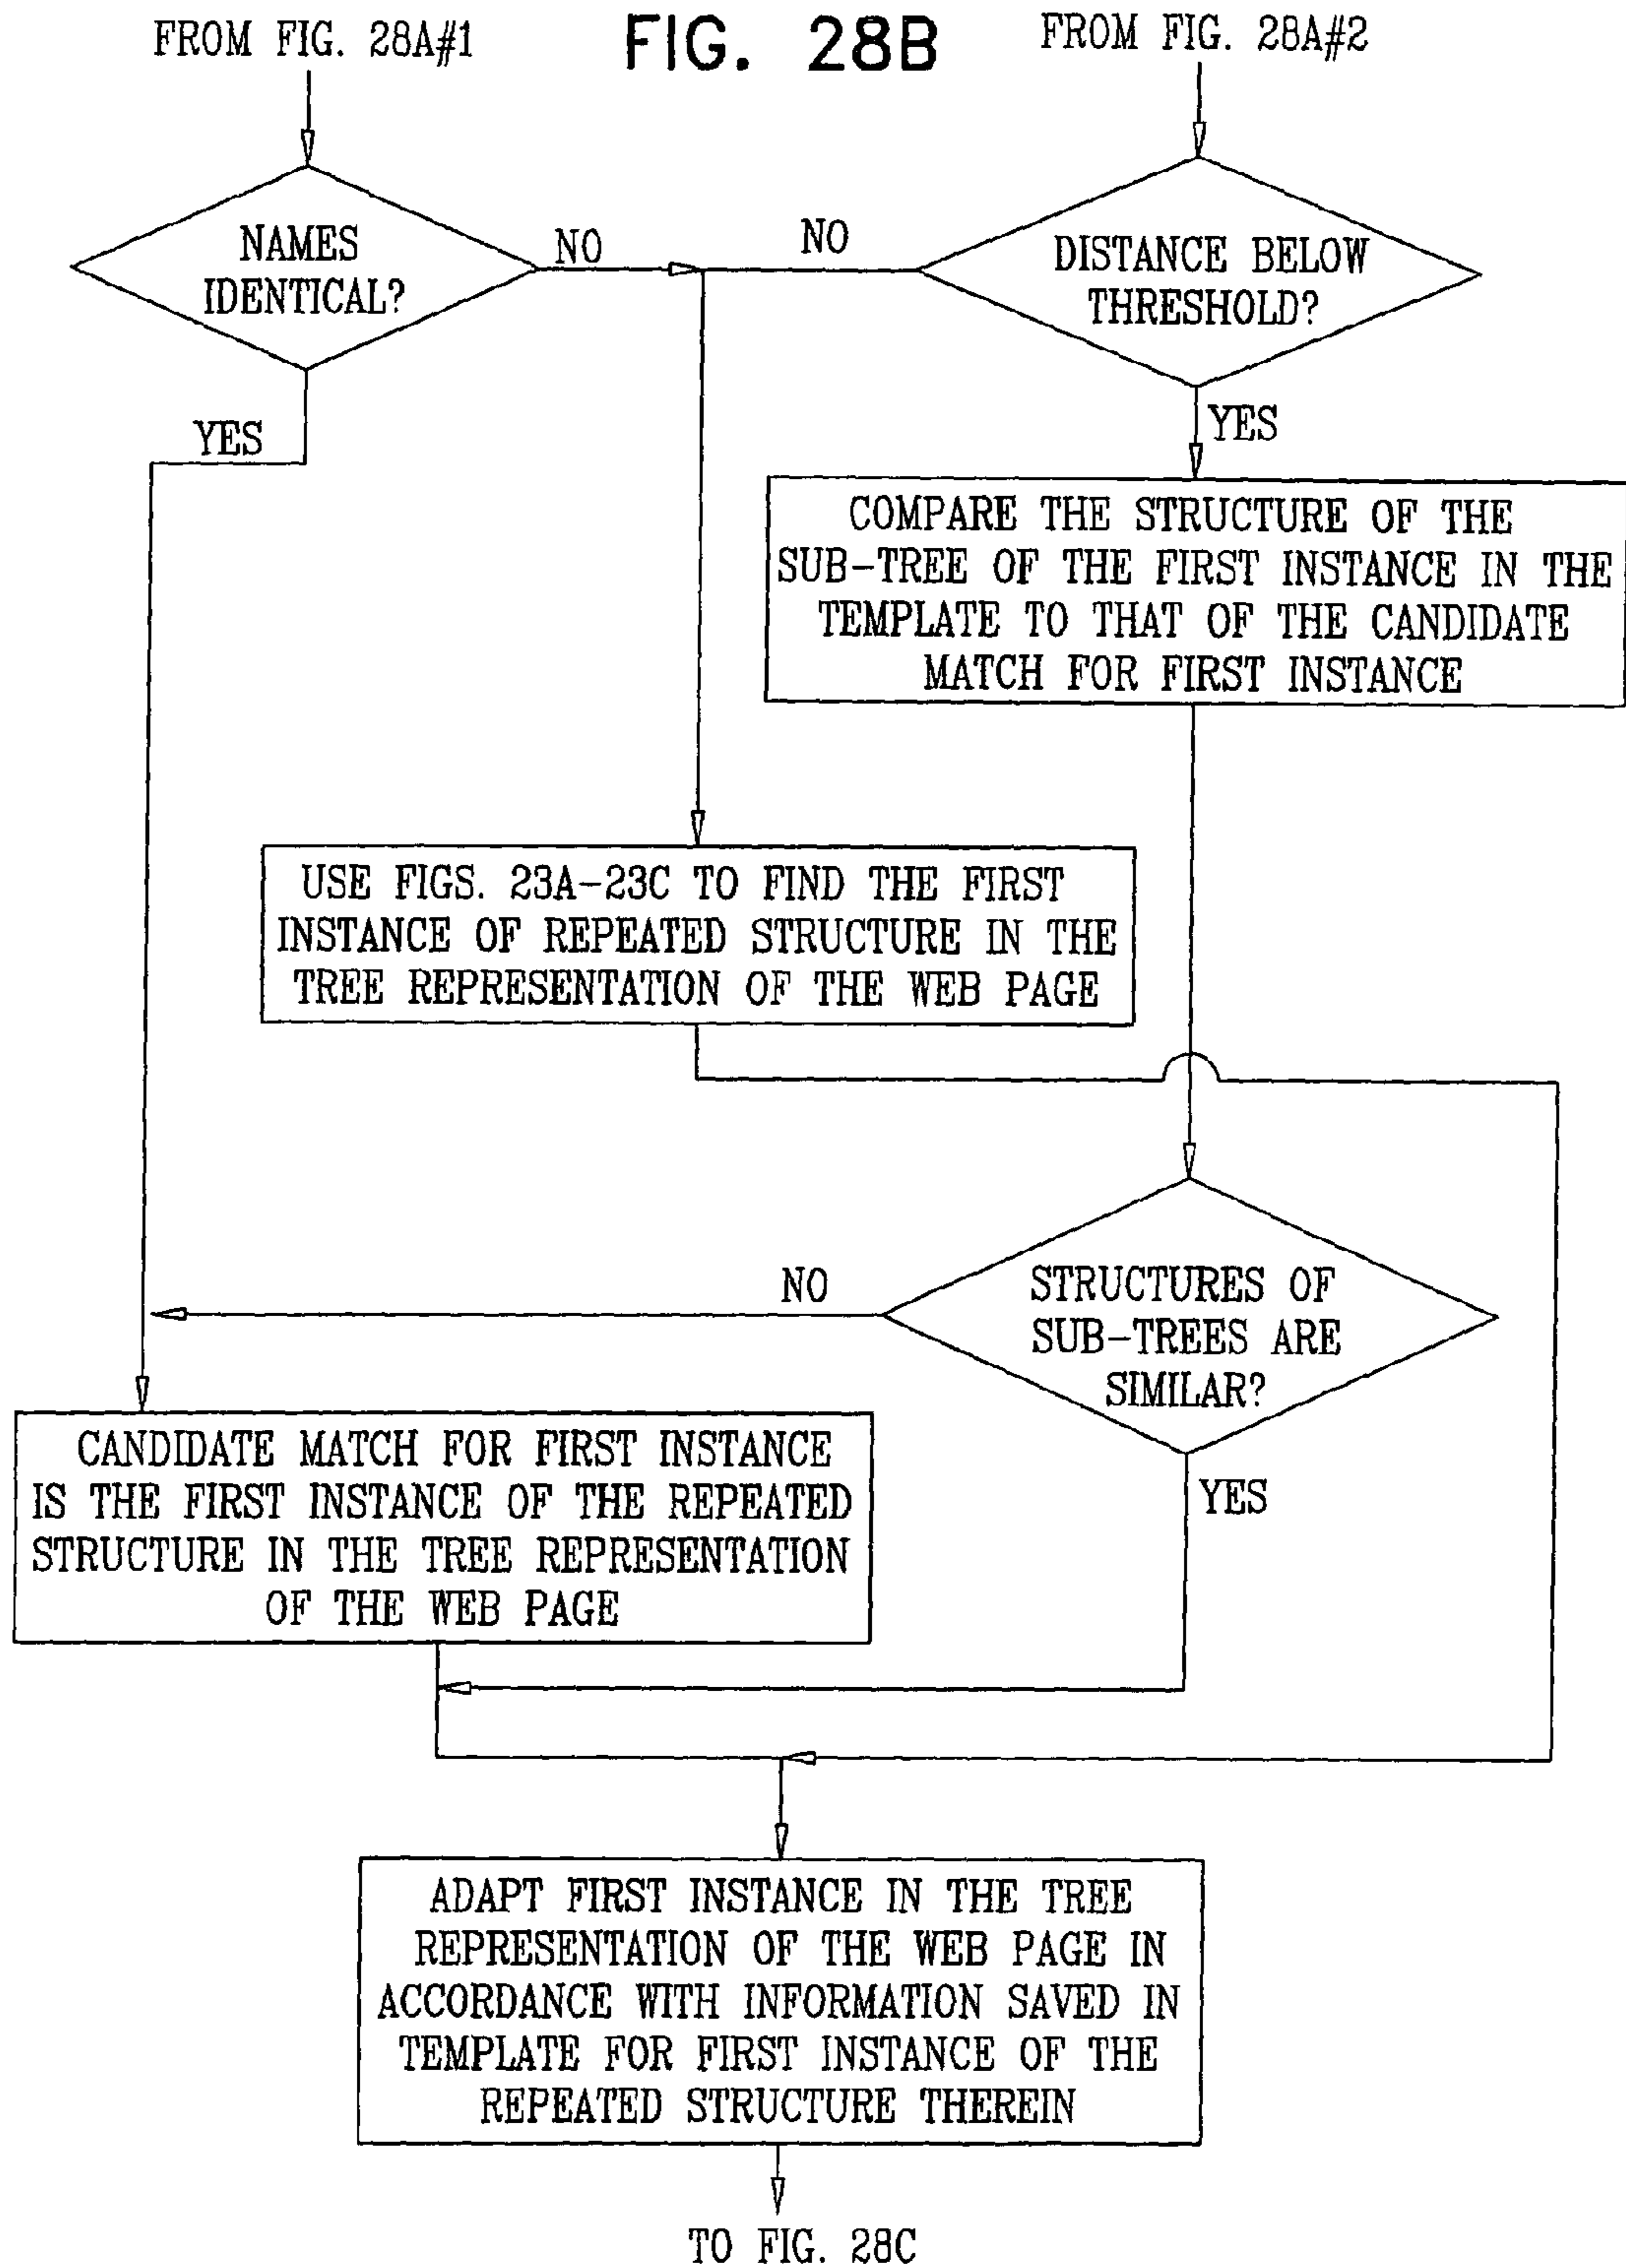 FROM FIG. 28A#1
FIG. 28B
FROM FIG. 28A#2
NAMES
IDENTICAL?
NO
NO
DISTANCE BELOW
THRESHOLD?
YES
YES
COMPARE THE STRUCTURE OF THE
SUB-TREE OF THE FIRST INSTANCE IN THE
TEMPLATE TO THAT OF THE CANDIDATE
MATCH FOR FIRST INSTANCE
USE FIGS. 23A-23C TO FIND THE FIRST
INSTANCE OF REPEATED STRUCTURE IN THE
TREE REPRESENTATION OF THE WEB PAGE
NO
STRUCTURES OF
SUB-TREES ARE
SIMILAR?
YES
CANDIDATE MATCH FOR FIRST INSTANCE
IS THE FIRST INSTANCE OF THE REPEATED
STRUCTURE IN THE TREE REPRESENTATION
OF THE WEB PAGE
ADAPT FIRST INSTANCE IN THE TREE
REPRESENTATION OF THE WEB PAGE IN
ACCORDANCE WITH INFORMATION SAVED IN
TEMPLATE FOR FIRST INSTANCE OF THE
REPEATED STRUCTURE THEREIN
TO FIG. 28C